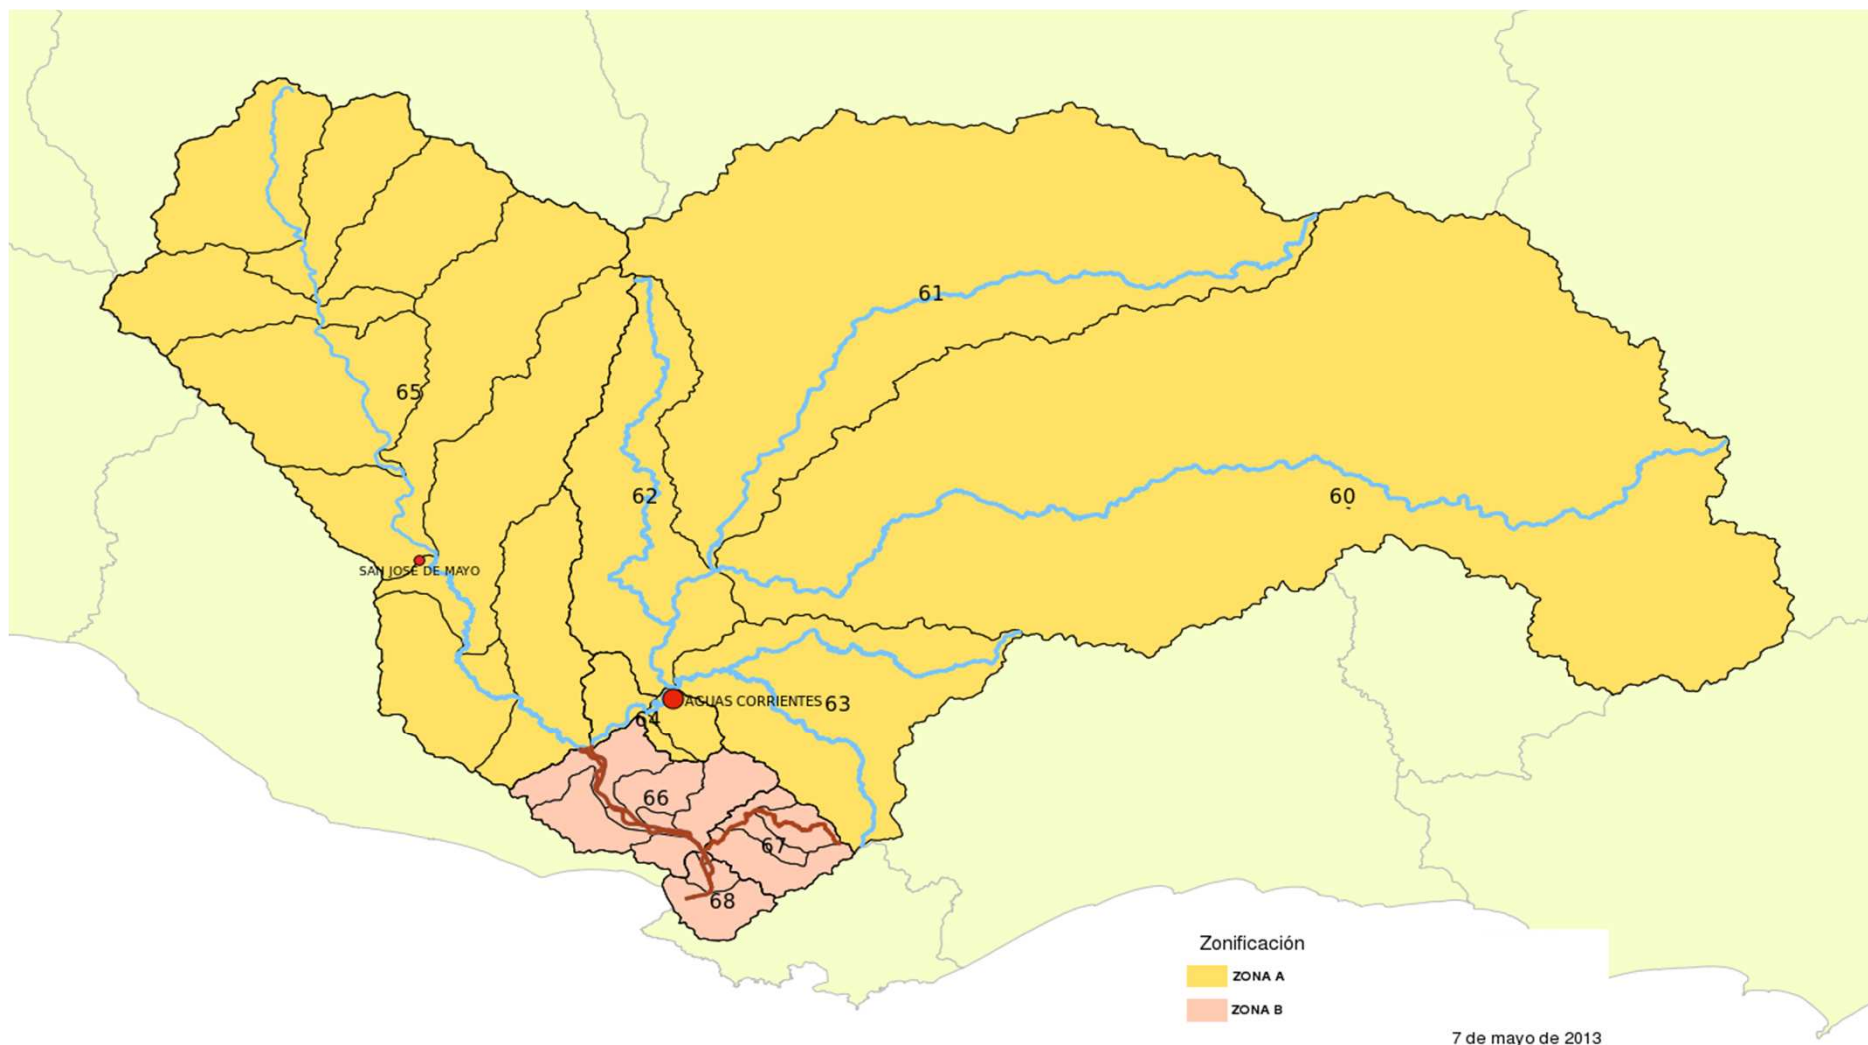 61
65
62
60
SAN JOSÉ DE MAYO
AGUAS CORRIENTES
63
64
66
67
68
Zonificación
ZONA A
ZONA B
7 de mayo de 2013